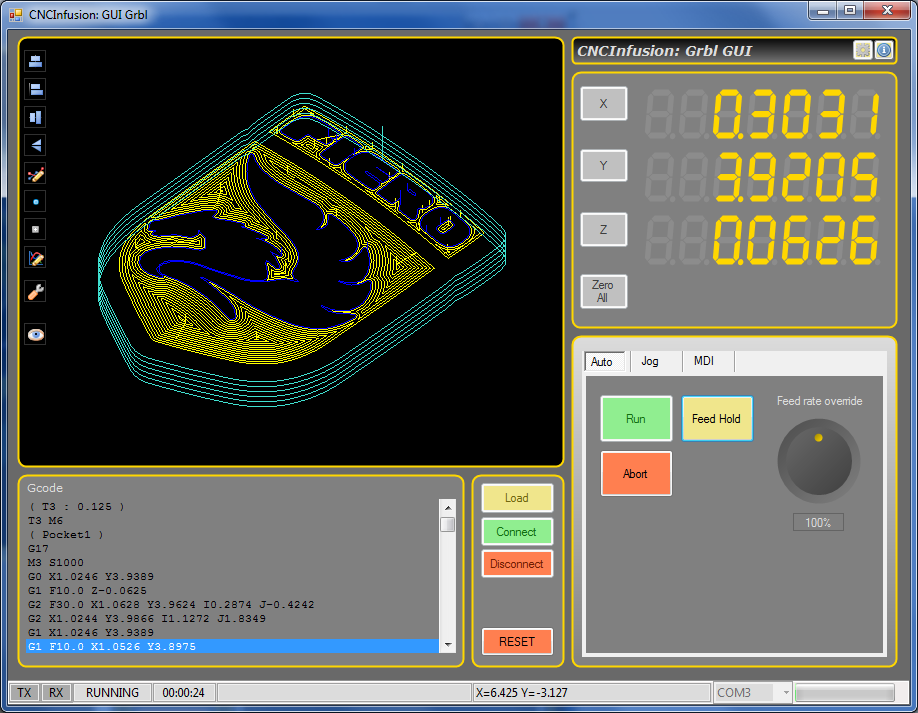 CNCInfusion: GUI Grbl
CNCInfusion: Grbl GUI
X
0.3031
Y
3.9205
Z
0.0626
Zero
All
Auto
Jog
MDI
Run
Feed Hold
Feed rate override
Abort
100%
Gcode
( T3 : 0.125 )
T3 M6
( Pocket1 )
G17
M3 S1000
G0 X1.0246 Y3.9389
G1 F10.0 Z-0.0625
G2 F30.0 X1.0628 Y3.9624 I0.2874 J-0.4242
G2 X1.0244 Y3.9866 I1.1272 J1.8349
G1 X1.0246 Y3.9389
G1 F10.0 X1.0526 Y3.8975
Load
Connect
Disconnect
RESET
TX
RX
RUNNING
00:00:24
X=6.425 Y=-3.127
COM3